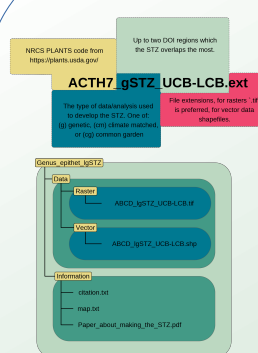 Up to two DOI regions which
the STZ overlaps the most.
NRCS PLANTS code from
https://plants.usda.gov/
ACTH7_gSTZ_UCB-LCB.ext
The type of data/analysis used
to develop the STZ. One of:
(g) genetic, (cm) climate matched,
or (cg) common garden
File extensions, for rasters `.tif`
is preferred, for vector data
shapefiles.
Genus_epithet_lgSTZ
Data
Raster
ABCD_lgSTZ_UCB-LCB.tif
Vector
ABCD_lgSTZ_UCB-LCB.shp
Information
citation.txt
map.txt
Paper_about_making_the_STZ.pdf